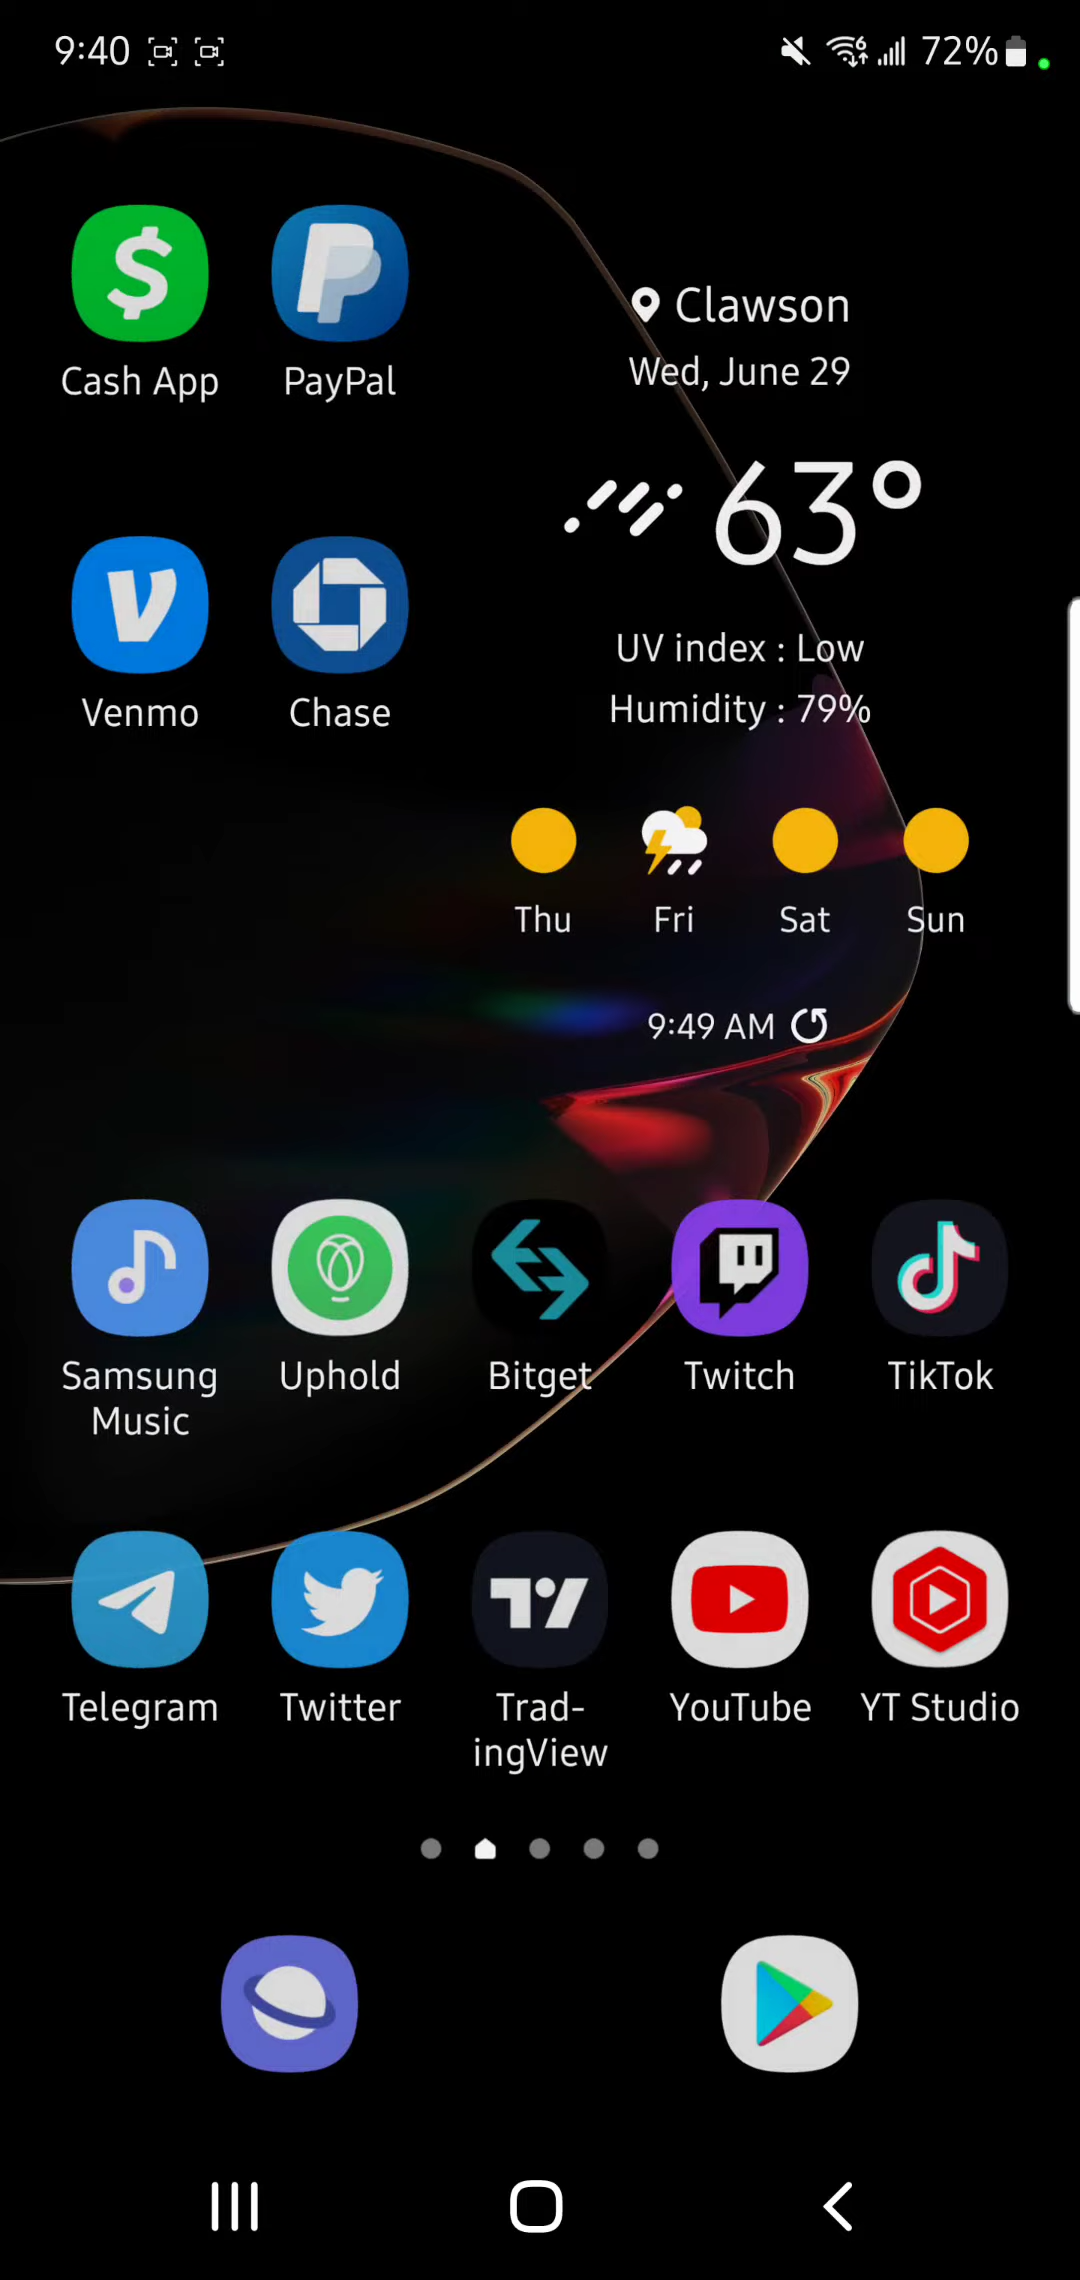 9:40
72%
Cash App
PayPal
Clawson
Wed, June 29
63°
Venmo
Chase
UV index : Low
Humidity : 79%
Thu
Fri
Sat
Sun
9:49 AM
Samsung
Music
Uphold
Bitget
Twitch
TikTok
Telegram
Twitter
Trad-
ingView
YouTube
YT Studio